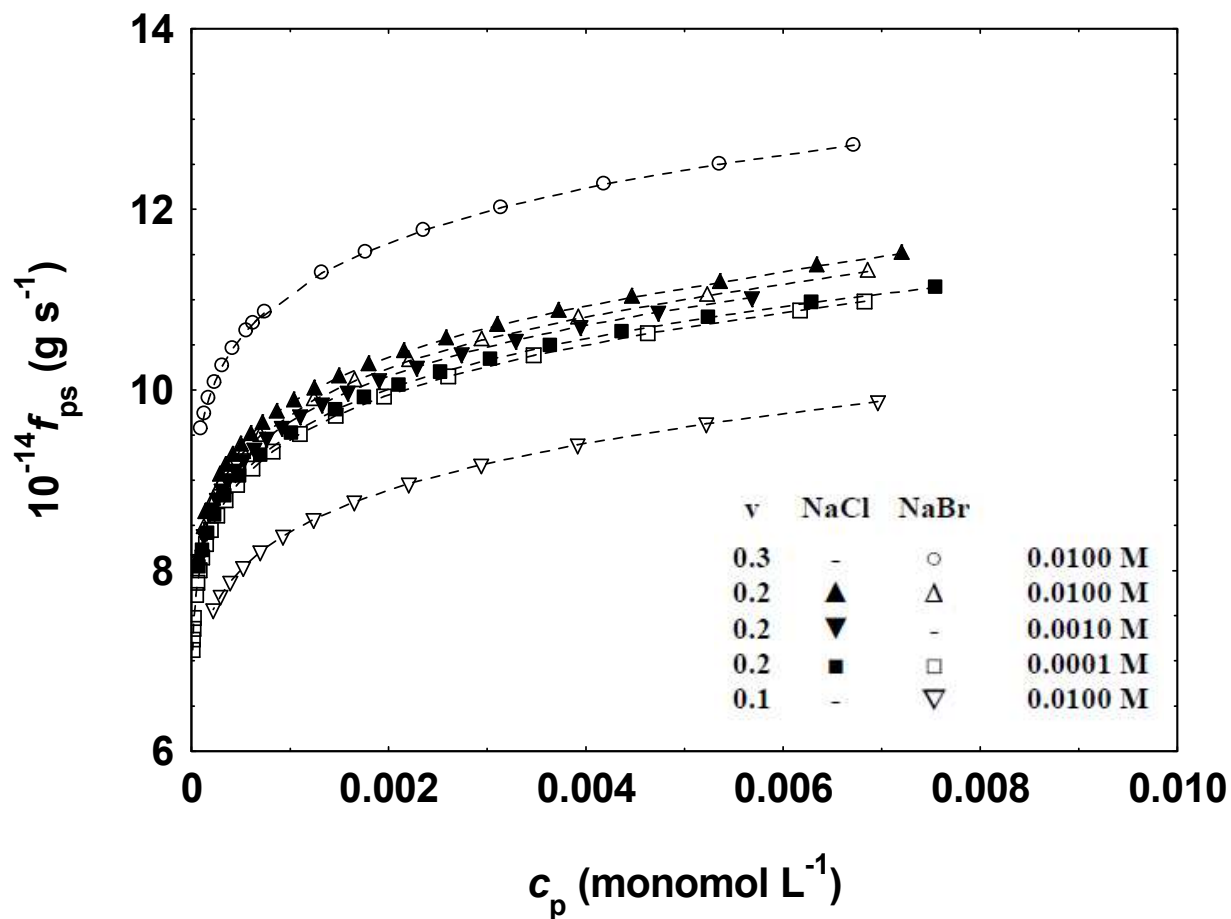 14
12
10
8
6
10⁻¹⁴f_ps (g s⁻¹)
v NaCl NaBr
0.3 - ○ 0.0100 M
0.2 ▲ △ 0.0100 M
0.2 ▼ - 0.0010 M
0.2 ■ □ 0.0001 M
0.1 - ▽ 0.0100 M
0 0.002 0.004 0.006 0.008 0.010
c_p (monomol L⁻¹)